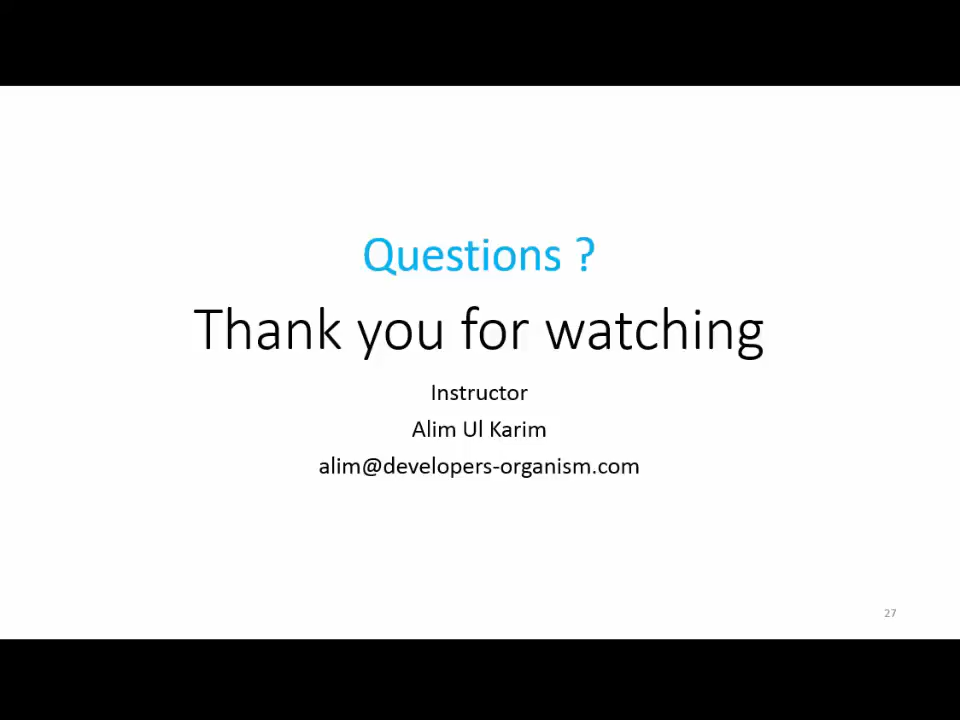 Questions ?
Thank you for watching
Instructor
Alim Ul Karim
alim@developers-organism.com
27